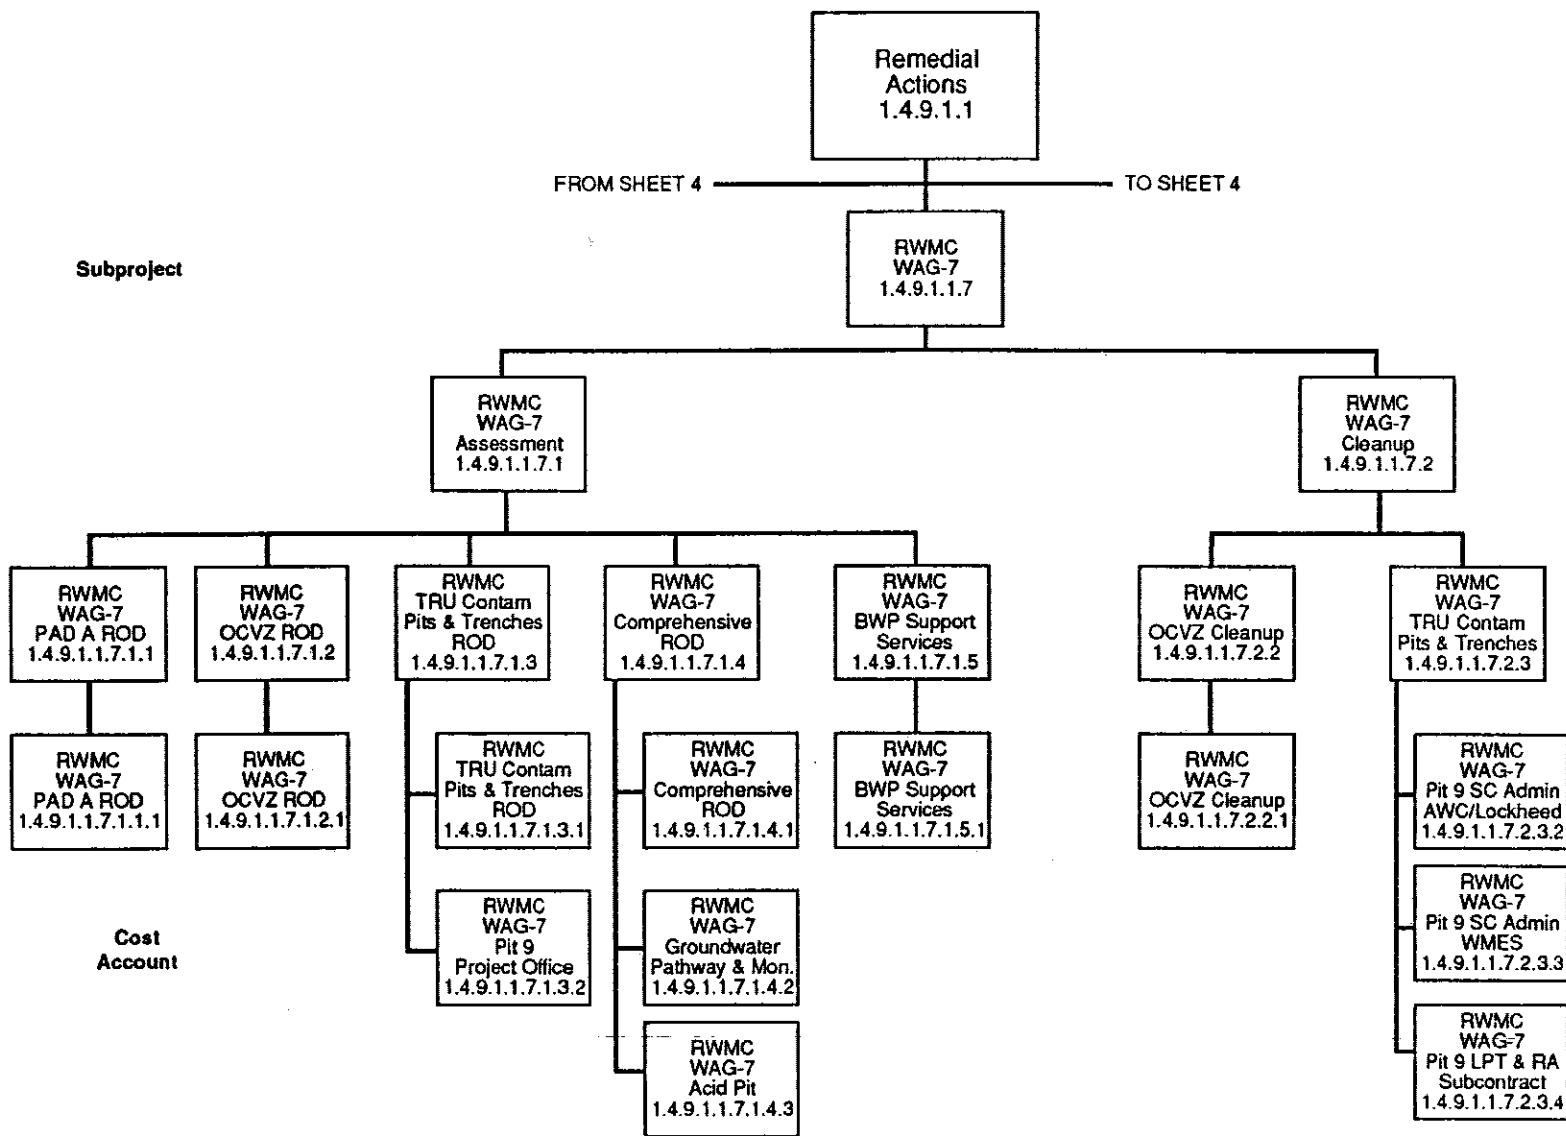 Remedial
Actions
1.4.9.1.1
FROM SHEET 4
TO SHEET 4
Subproject
RWMC
WAG-7
1.4.9.1.1.7
RWMC
WAG-7
Assessment
1.4.9.1.1.7.1
RWMC
WAG-7
Cleanup
1.4.9.1.1.7.2
RWMC
WAG-7
PAD A ROD
1.4.9.1.1.7.1.1
RWMC
WAG-7
OCVZ ROD
1.4.9.1.1.7.1.2
RWMC
TRU Contam
Pits & Trenches
ROD
1.4.9.1.1.7.1.3
RWMC
WAG-7
Comprehensive
ROD
1.4.9.1.1.7.1.4
RWMC
WAG-7
BWP Support
Services
1.4.9.1.1.7.1.5
RWMC
WAG-7
OCVZ Cleanup
1.4.9.1.1.7.2.2
RWMC
WAG-7
TRU Contam
Pits & Trenches
1.4.9.1.1.7.2.3
RWMC
WAG-7
PAD A ROD
1.4.9.1.1.7.1.1.1
RWMC
WAG-7
OCVZ ROD
1.4.9.1.1.7.1.2.1
RWMC
TRU Contam
Pits & Trenches
ROD
1.4.9.1.1.7.1.3.1
RWMC
WAG-7
Comprehensive
ROD
1.4.9.1.1.7.1.4.1
RWMC
WAG-7
BWP Support
Services
1.4.9.1.1.7.1.5.1
RWMC
WAG-7
OCVZ Cleanup
1.4.9.1.1.7.2.2.1
RWMC
WAG-7
Pit 9 SC Admin
AWC/Lockheed
1.4.9.1.1.7.2.3.2
Cost
Account
RWMC
WAG-7
Pit 9
Project Office
1.4.9.1.1.7.1.3.2
RWMC
WAG-7
Groundwater
Pathway & Mon.
1.4.9.1.1.7.1.4.2
RWMC
WAG-7
Pit 9 SC Admin
WMES
1.4.9.1.1.7.2.3.3
RWMC
WAG-7
Acid Pit
1.4.9.1.1.7.1.4.3
RWMC
WAG-7
Pit 9 LPT & RA
Subcontract
1.4.9.1.1.7.2.3.4